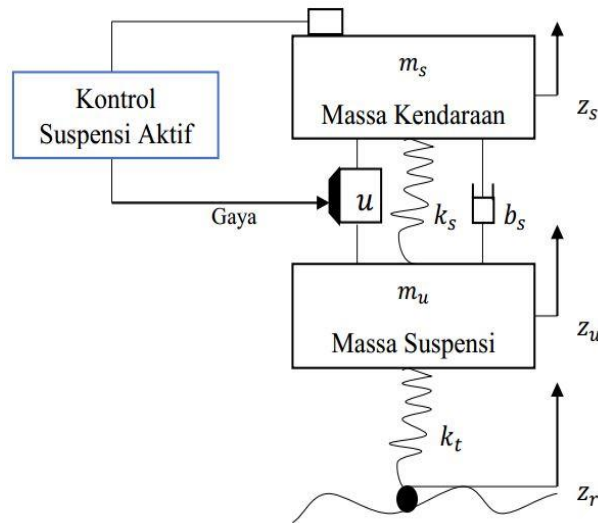 m_s
Massa Kendaraan
z_s
Kontrol
Suspensi Aktif
Gaya
u
k_s
b_s
m_u
Massa Suspensi
z_u
k_t
z_r